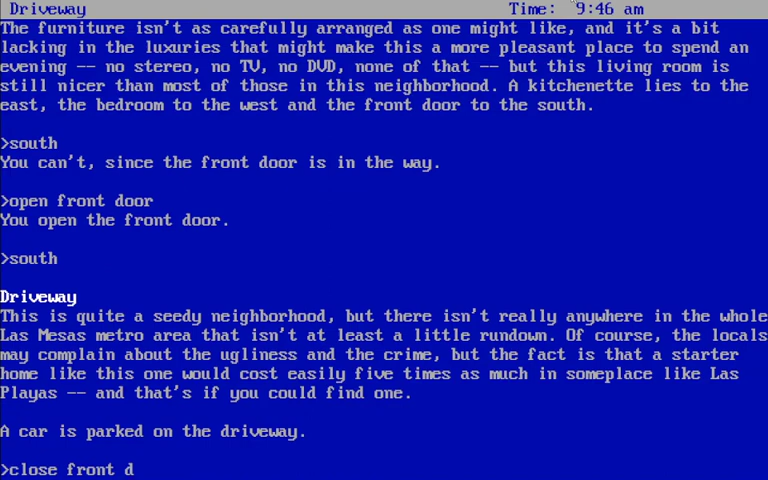 Driveway Time: 9:46 am
The furniture isn't as carefully arranged as one might like, and it's a bit
lacking in the luxuries that might make this a more pleasant place to spend an
evening -- no stereo, no TV, no DVD, none of that -- but this living room is
still nicer than most of those in this neighborhood. A kitchenette lies to the
east, the bedroom to the west and the front door to the south.
>south
You can't, since the front door is in the way.
>open front door
You open the front door.
>south
Driveway
This is quite a seedy neighborhood, but there isn't really anywhere in the whole
Las Mesas metro area that isn't at least a little rundown. Of course, the locals
may complain about the ugliness and the crime, but the fact is that a starter
home like this one would cost easily five times as much in someplace like Las
Playas -- and that's if you could find one.
A car is parked on the driveway.
>close front d